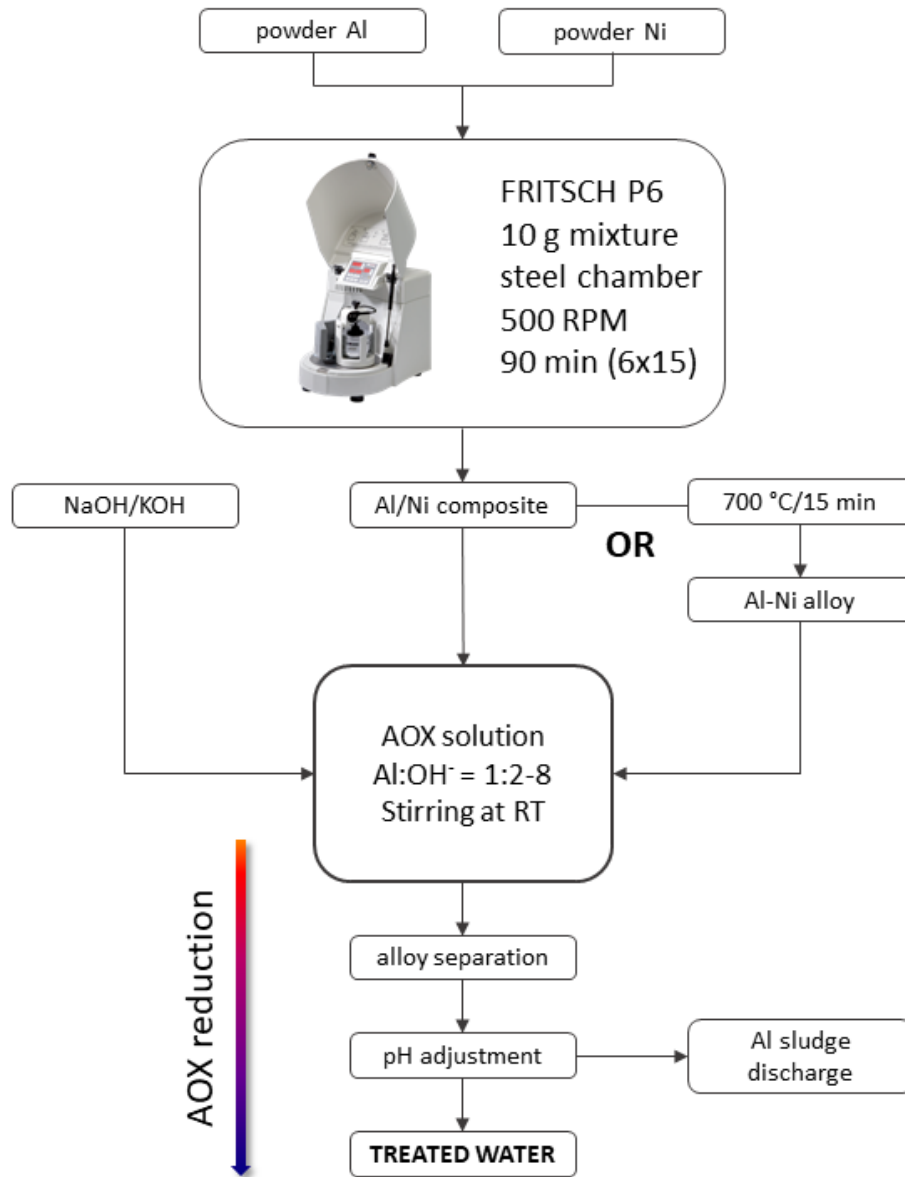 powder Al
powder Ni
FRITSCH P6
10 g mixture
steel chamber
500 RPM
90 min (6x15)
NaOH/KOH
Al/Ni composite
700 °C/15 min
OR
Al-Ni alloy
AOX solution
Al:OH⁻ = 1:2-8
Stirring at RT
AOX reduction
alloy separation
pH adjustment
Al sludge
discharge
TREATED WATER